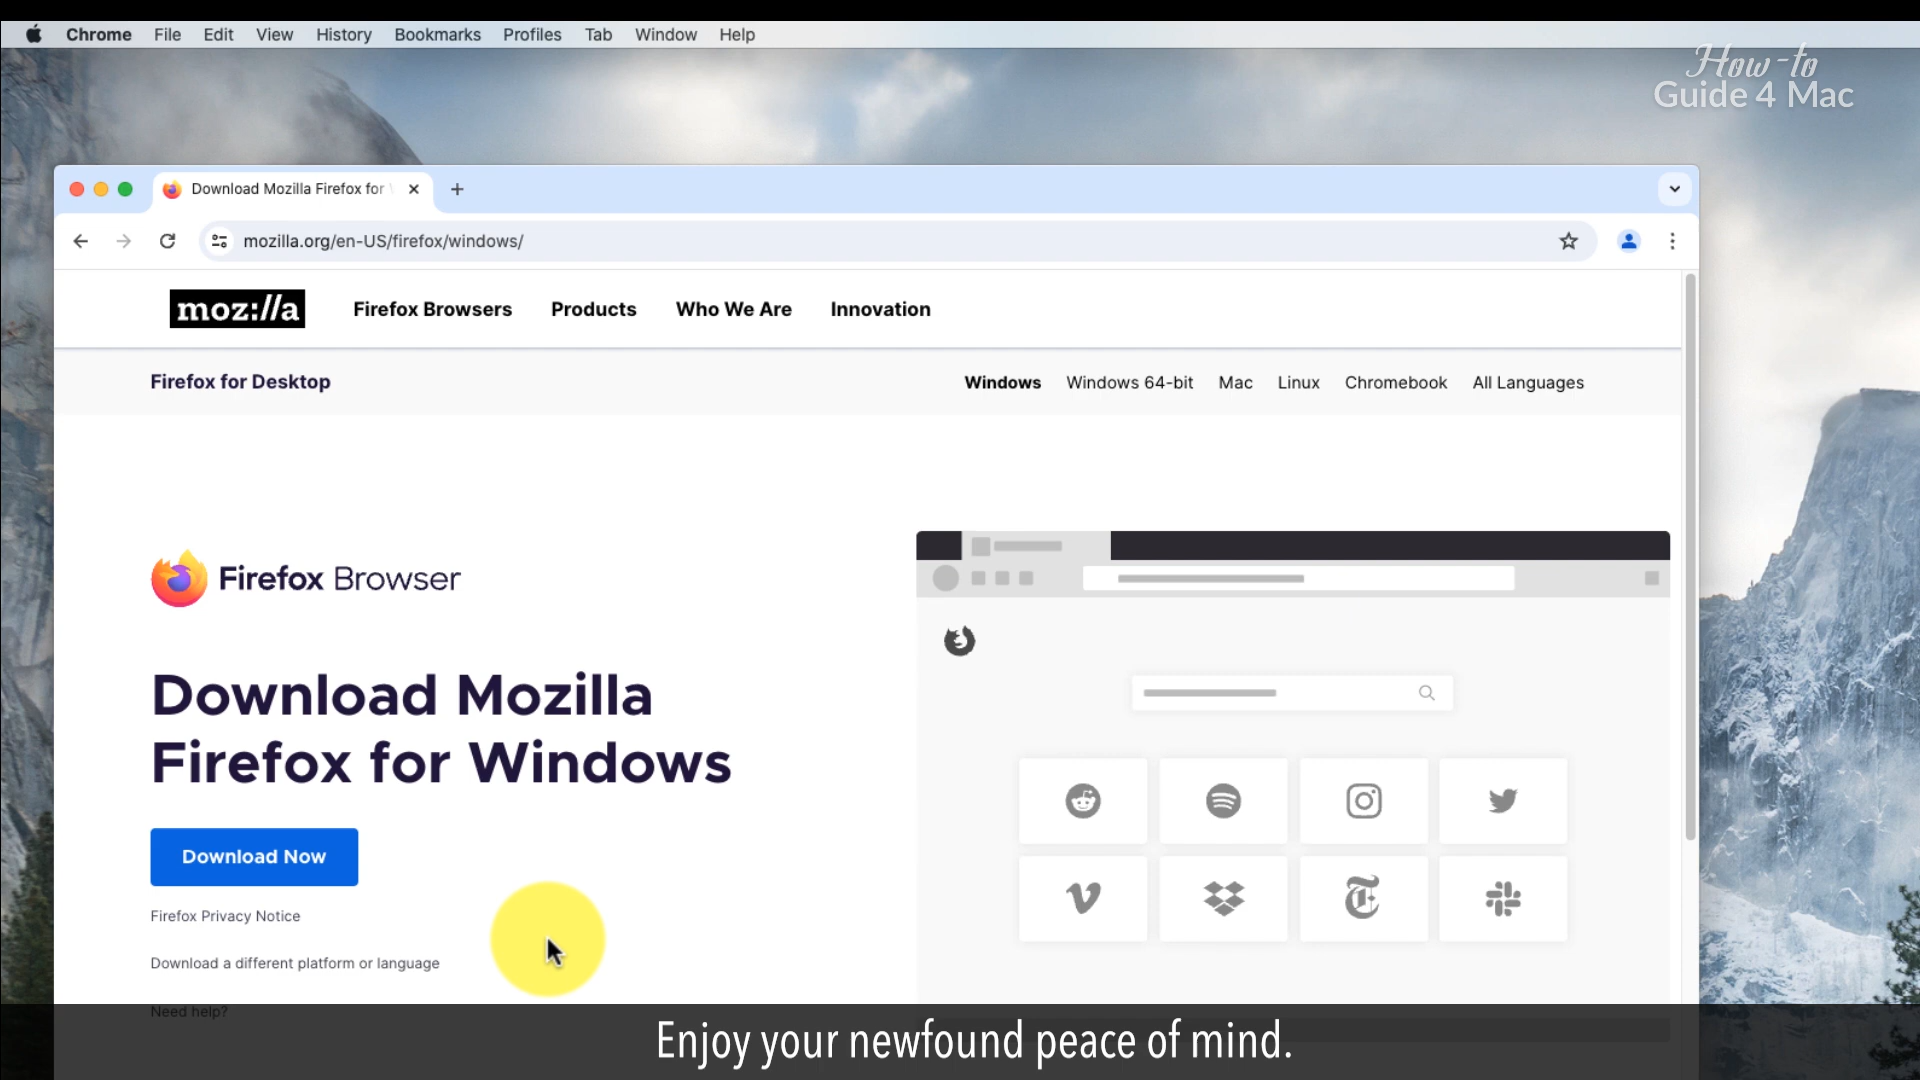 Chrome File Edit View History Bookmarks Profiles Tab Window Help
How-to
Guide 4 Mac
Download Mozilla Firefox for
mozilla.org/en-US/firefox/windows/
moz://a Firefox Browsers Products Who We Are Innovation
Firefox for Desktop Windows Windows 64-bit Mac Linux Chromebook All Languages
Firefox Browser
Download Mozilla
Firefox for Windows
Download Now
Firefox Privacy Notice
Download a different platform or language
Need help?
Enjoy your newfound peace of mind.